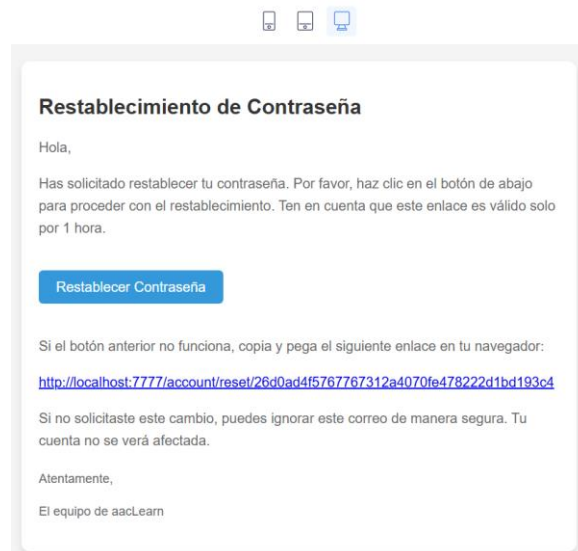 Restablecimiento de Contraseña
Hola,
Has solicitado restablecer tu contraseña. Por favor, haz clic en el botón de abajo
para proceder con el restablecimiento. Ten en cuenta que este enlace es válido solo
por 1 hora.
Restablecer Contraseña
Si el botón anterior no funciona, copia y pega el siguiente enlace en tu navegador:
http://localhost:7777/account/reset/26d0ad4f5767767312a4070fe478222d1bd193c4
Si no solicitaste este cambio, puedes ignorar este correo de manera segura. Tu
cuenta no se verá afectada.
Atentamente,
El equipo de aacLearn